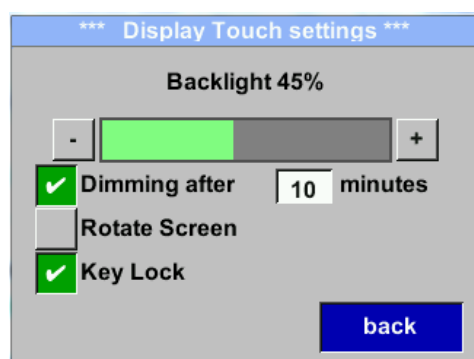 *** Display Touch settings ***
Backlight 45%
- +
Dimming after 10 minutes
Rotate Screen
Key Lock
back